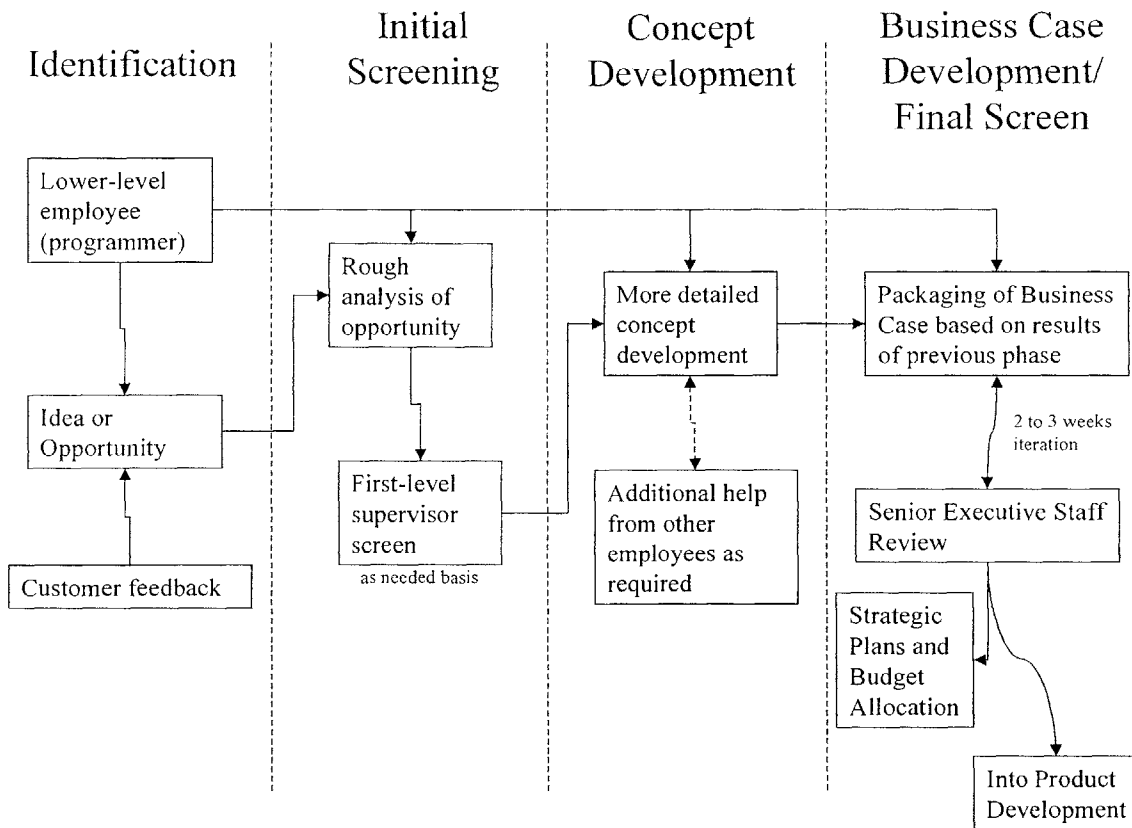 Identification
Initial
Screening
Concept
Development
Business Case
Development/
Final Screen
Lower-level
employee
(programmer)
Idea or
Opportunity
Customer feedback
Rough
analysis of
opportunity
First-level
supervisor
screen
as needed basis
More detailed
concept
development
Additional help
from other
employees as
required
Packaging of Business
Case based on results
of previous phase
2 to 3 weeks
iteration
Senior Executive Staff
Review
Strategic
Plans and
Budget
Allocation
Into Product
Development